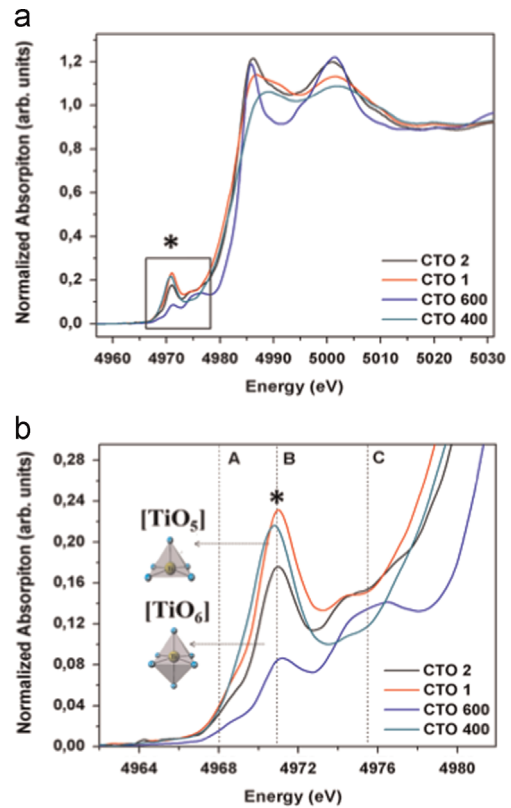 a
Normalized Absorpiton (arb. units)
1,2
1,0
0,8
0,6
0,4
0,2
0,0
*
CTO 2
CTO 1
CTO 600
CTO 400
4960 4970 4980 4990 5000 5010 5020 5030
Energy (eV)
b
Normalized Absorpiton (arb. units)
0,28
0,24
0,20
0,16
0,12
0,08
0,04
0,00
A B C
*
[TiO5]
[TiO6]
CTO 2
CTO 1
CTO 600
CTO 400
4964 4968 4972 4976 4980
Energy (eV)